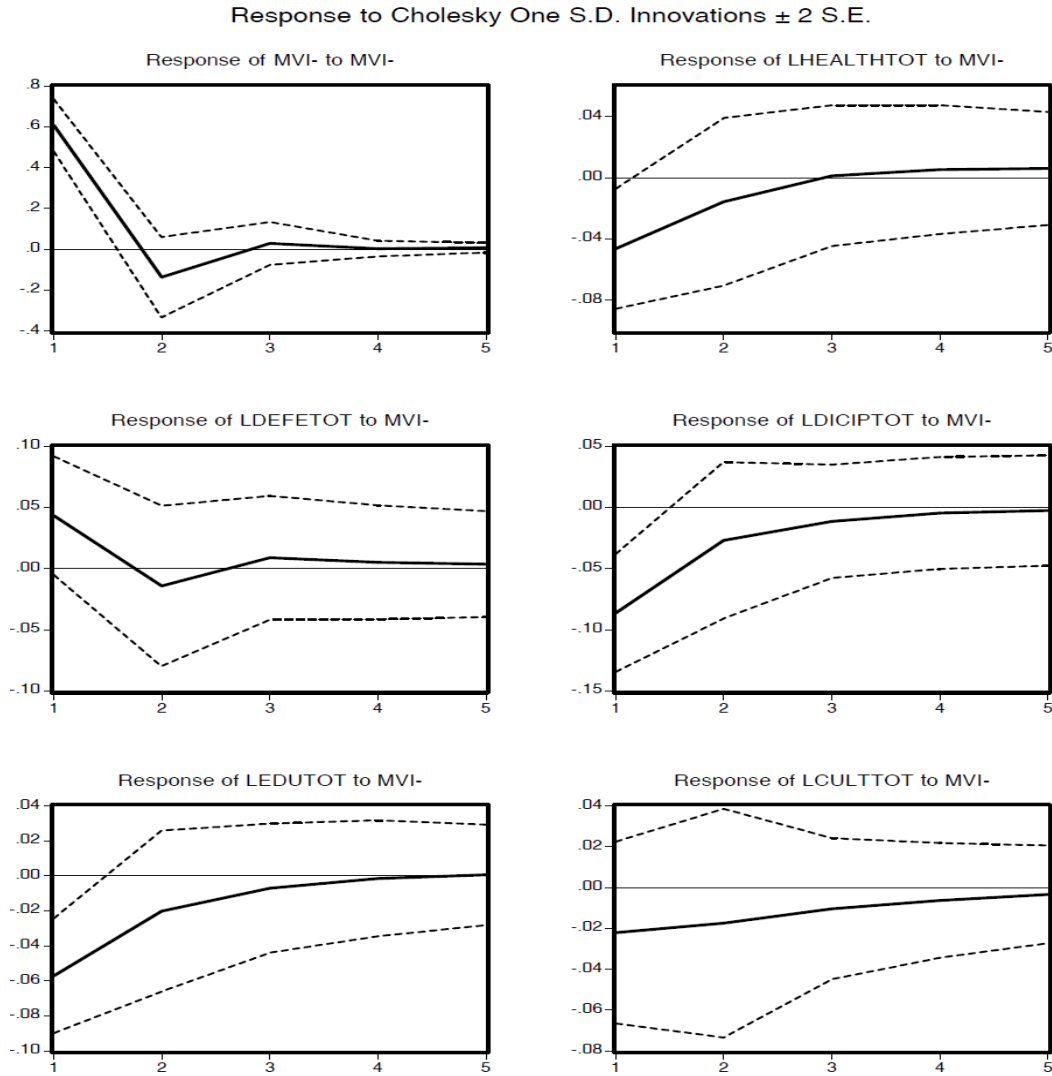 Response to Cholesky One S.D. Innovations ± 2 S.E.
Response of MVI- to MVI-
.8
.6
.4
.2
.0
-.2
-.4
1 2 3 4 5
Response of LHEALTHTOT to MVI-
.04
.00
-.04
-.08
1 2 3 4 5
Response of LDEFETOT to MVI-
.10
.05
.00
-.05
-.10
1 2 3 4 5
Response of LDICIPTOT to MVI-
.05
.00
-.05
-.10
-.15
1 2 3 4 5
Response of LEDUTOT to MVI-
.04
.02
.00
-.02
-.04
-.06
-.08
-.10
1 2 3 4 5
Response of LCULTTOT to MVI-
.04
.02
.00
-.02
-.04
-.06
-.08
1 2 3 4 5